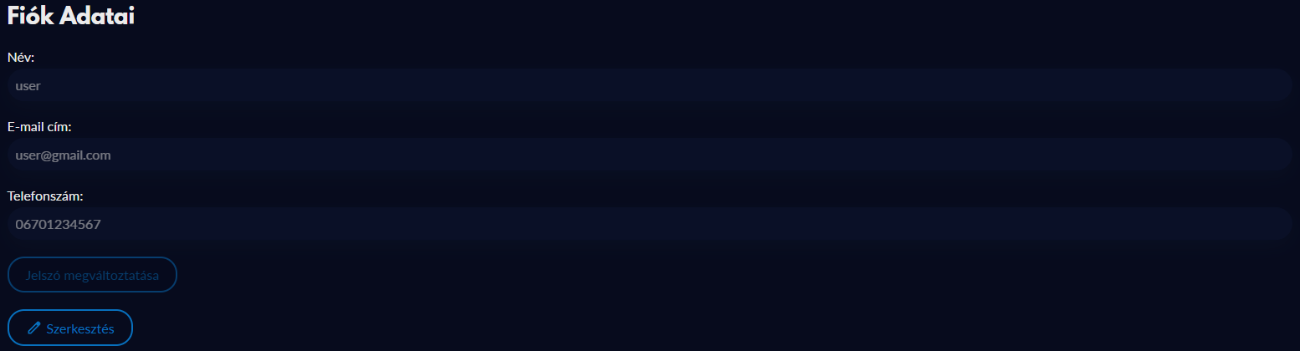 Fiók Adatai
Név:
user
E-mail cím:
user@gmail.com
Telefonszám:
06701234567
Jelszó megváltoztatása
Szerkesztés